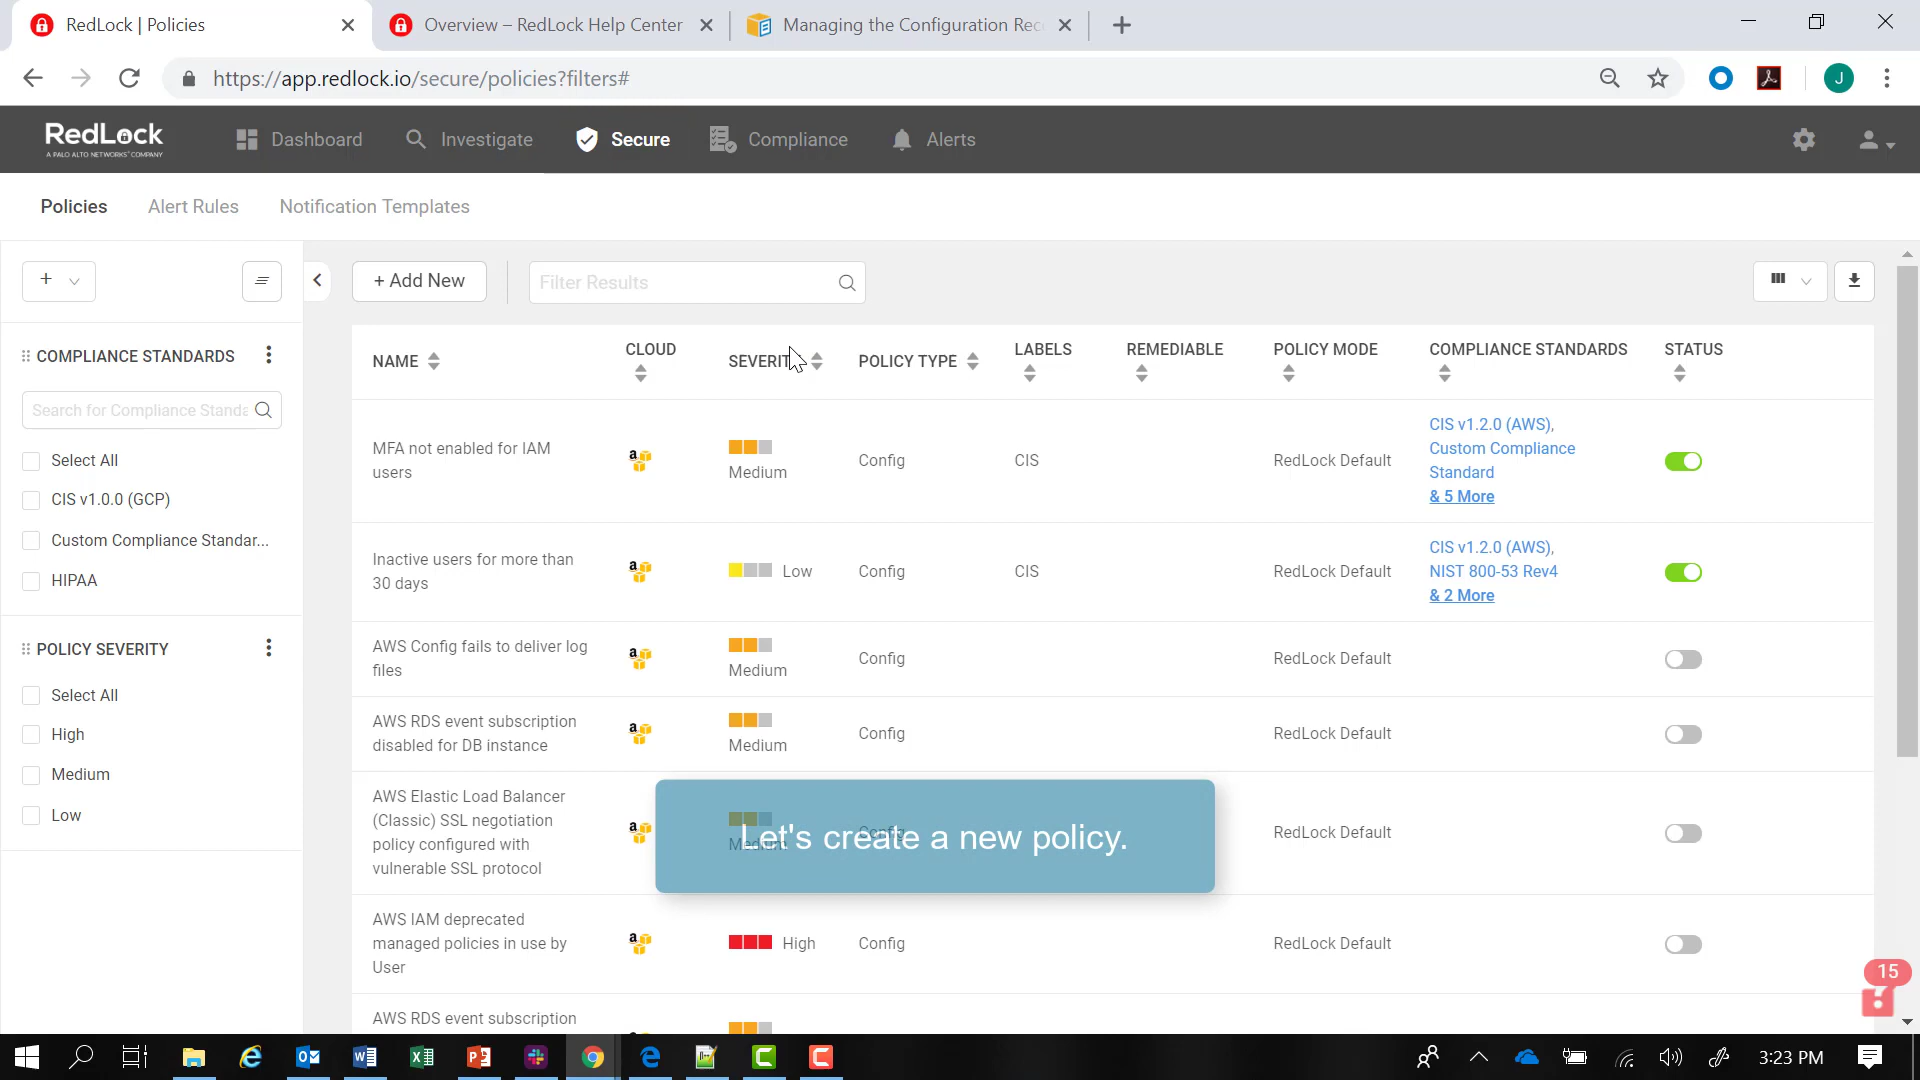 RedLock | Policies
Overview – RedLock Help Center
Managing the Configuration Rec
https://app.redlock.io/secure/policies?filters#
J
RedLock
A PALO ALTO NETWORKS® COMPANY
Dashboard
Investigate
Secure
Compliance
Alerts
Policies
Alert Rules
Notification Templates
+
+ Add New
Filter Results
COMPLIANCE STANDARDS
Search for Compliance Standa
Select All
CIS v1.0.0 (GCP)
Custom Compliance Standar...
HIPAA
POLICY SEVERITY
Select All
High
Medium
Low
NAME
CLOUD
SEVERIT
POLICY TYPE
LABELS
REMEDIABLE
POLICY MODE
COMPLIANCE STANDARDS
STATUS
MFA not enabled for IAM
users
Medium
Config
CIS
RedLock Default
CIS v1.2.0 (AWS),
Custom Compliance
Standard
& 5 More
Inactive users for more than
30 days
Low
Config
CIS
RedLock Default
CIS v1.2.0 (AWS),
NIST 800-53 Rev4
& 2 More
AWS Config fails to deliver log
files
Medium
Config
RedLock Default
AWS RDS event subscription
disabled for DB instance
Medium
Config
RedLock Default
AWS Elastic Load Balancer
(Classic) SSL negotiation
policy configured with
vulnerable SSL protocol
Medium
Config
RedLock Default
Let's create a new policy.
AWS IAM deprecated
managed policies in use by
User
High
Config
RedLock Default
AWS RDS event subscription
15
3:23 PM